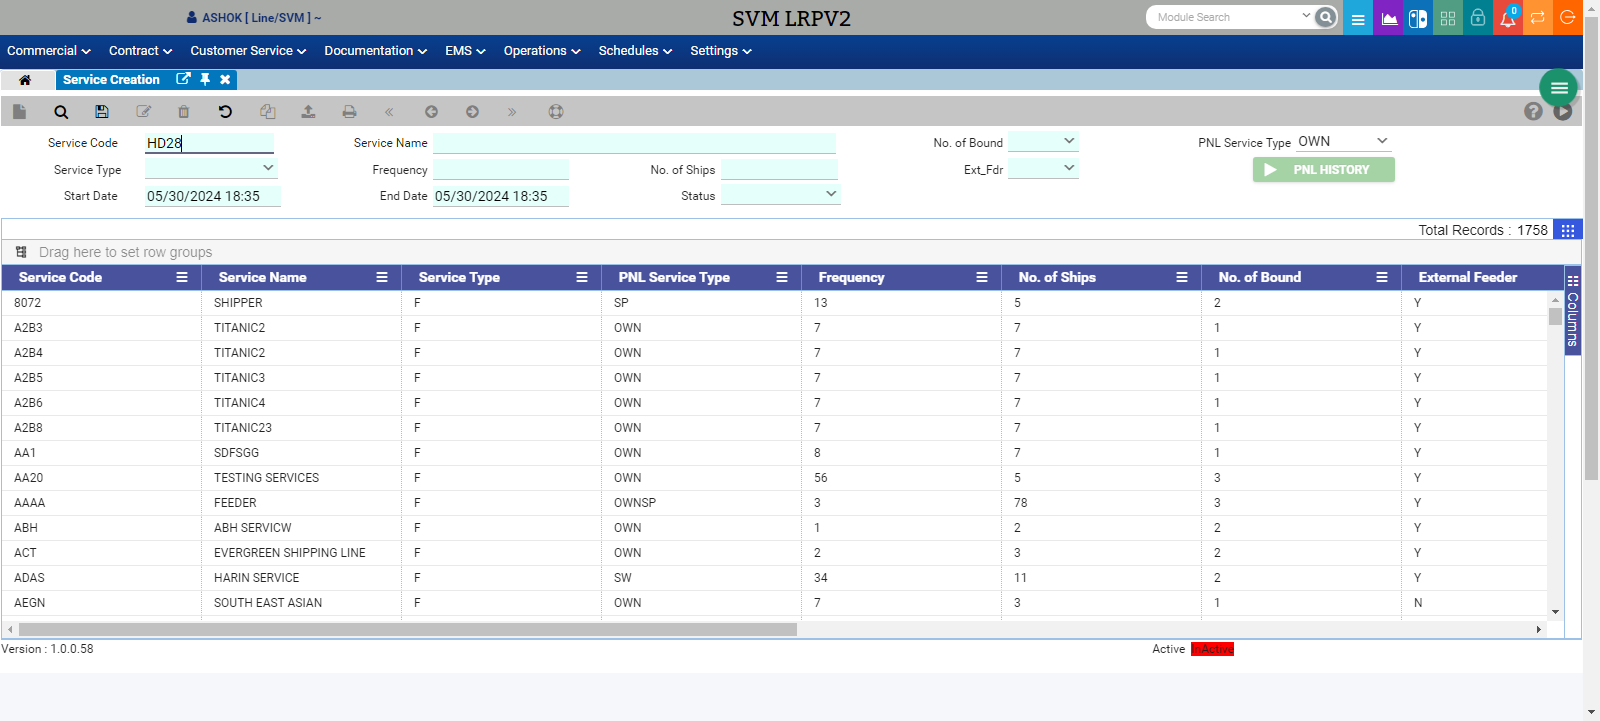 ASHOK [ Line/SVM ] ~
SVM LRPV2
Module Search
0
Commercial Contract Customer Service Documentation EMS Operations Schedules Settings
Service Creation
Service Code HD28 Service Name No. of Bound PNL Service Type OWN
Service Type Frequency No. of Ships Ext_Fdr PNL HISTORY
Start Date 05/30/2024 18:35 End Date 05/30/2024 18:35 Status
Total Records : 1758
Drag here to set row groups
Service Code Service Name Service Type PNL Service Type Frequency No. of Ships No. of Bound External Feeder
8072 SHIPPER F SP 13 5 2 Y
A2B3 TITANIC2 F OWN 7 7 1 Y
A2B4 TITANIC2 F OWN 7 7 1 Y
A2B5 TITANIC3 F OWN 7 7 1 Y
A2B6 TITANIC4 F OWN 7 7 1 Y
A2B8 TITANIC23 F OWN 7 7 1 Y
AA1 SDFSGG F OWN 8 7 1 Y
AA20 TESTING SERVICES F OWN 56 5 3 Y
AAAA FEEDER F OWNSP 3 78 3 Y
ABH ABH SERVICW F OWN 1 2 2 Y
ACT EVERGREEN SHIPPING LINE F OWN 2 3 2 Y
ADAS HARIN SERVICE F SW 34 11 2 Y
AEGN SOUTH EAST ASIAN F OWN 7 3 1 N
Columns
Version : 1.0.0.58
Active InActive